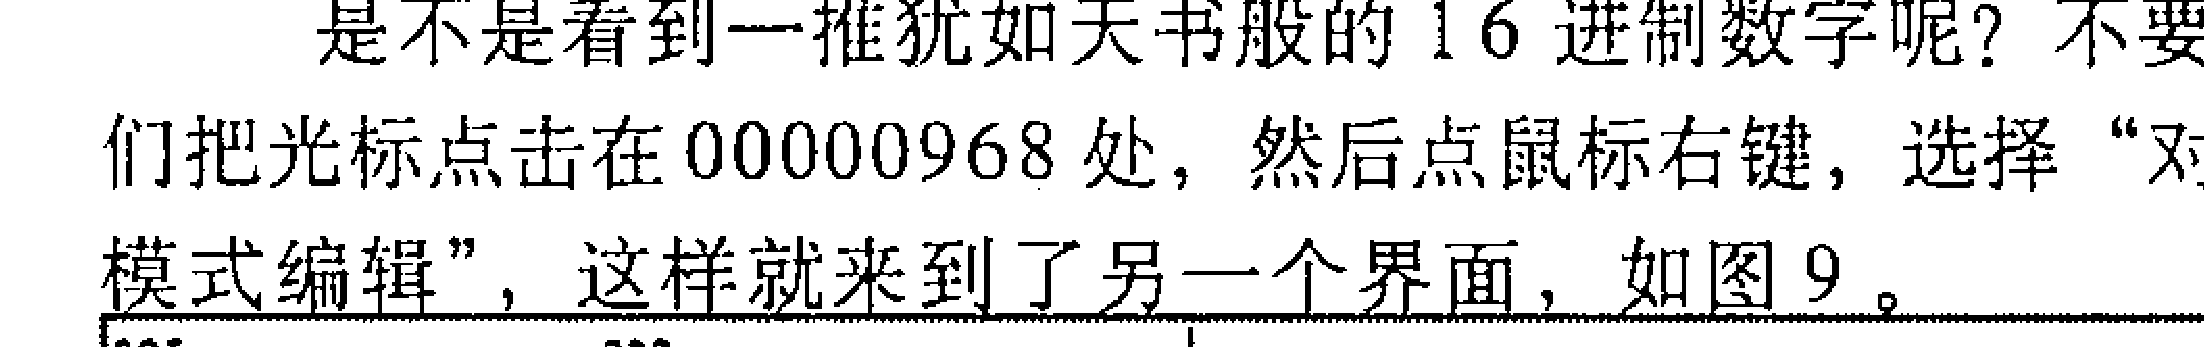 是不是看到一推犹如天书般的16进制数字呢？不要
们把光标点击在00000968处，然后点鼠标右键，选择“对
模式编辑”，这样就来到了另一个界面，如图9。